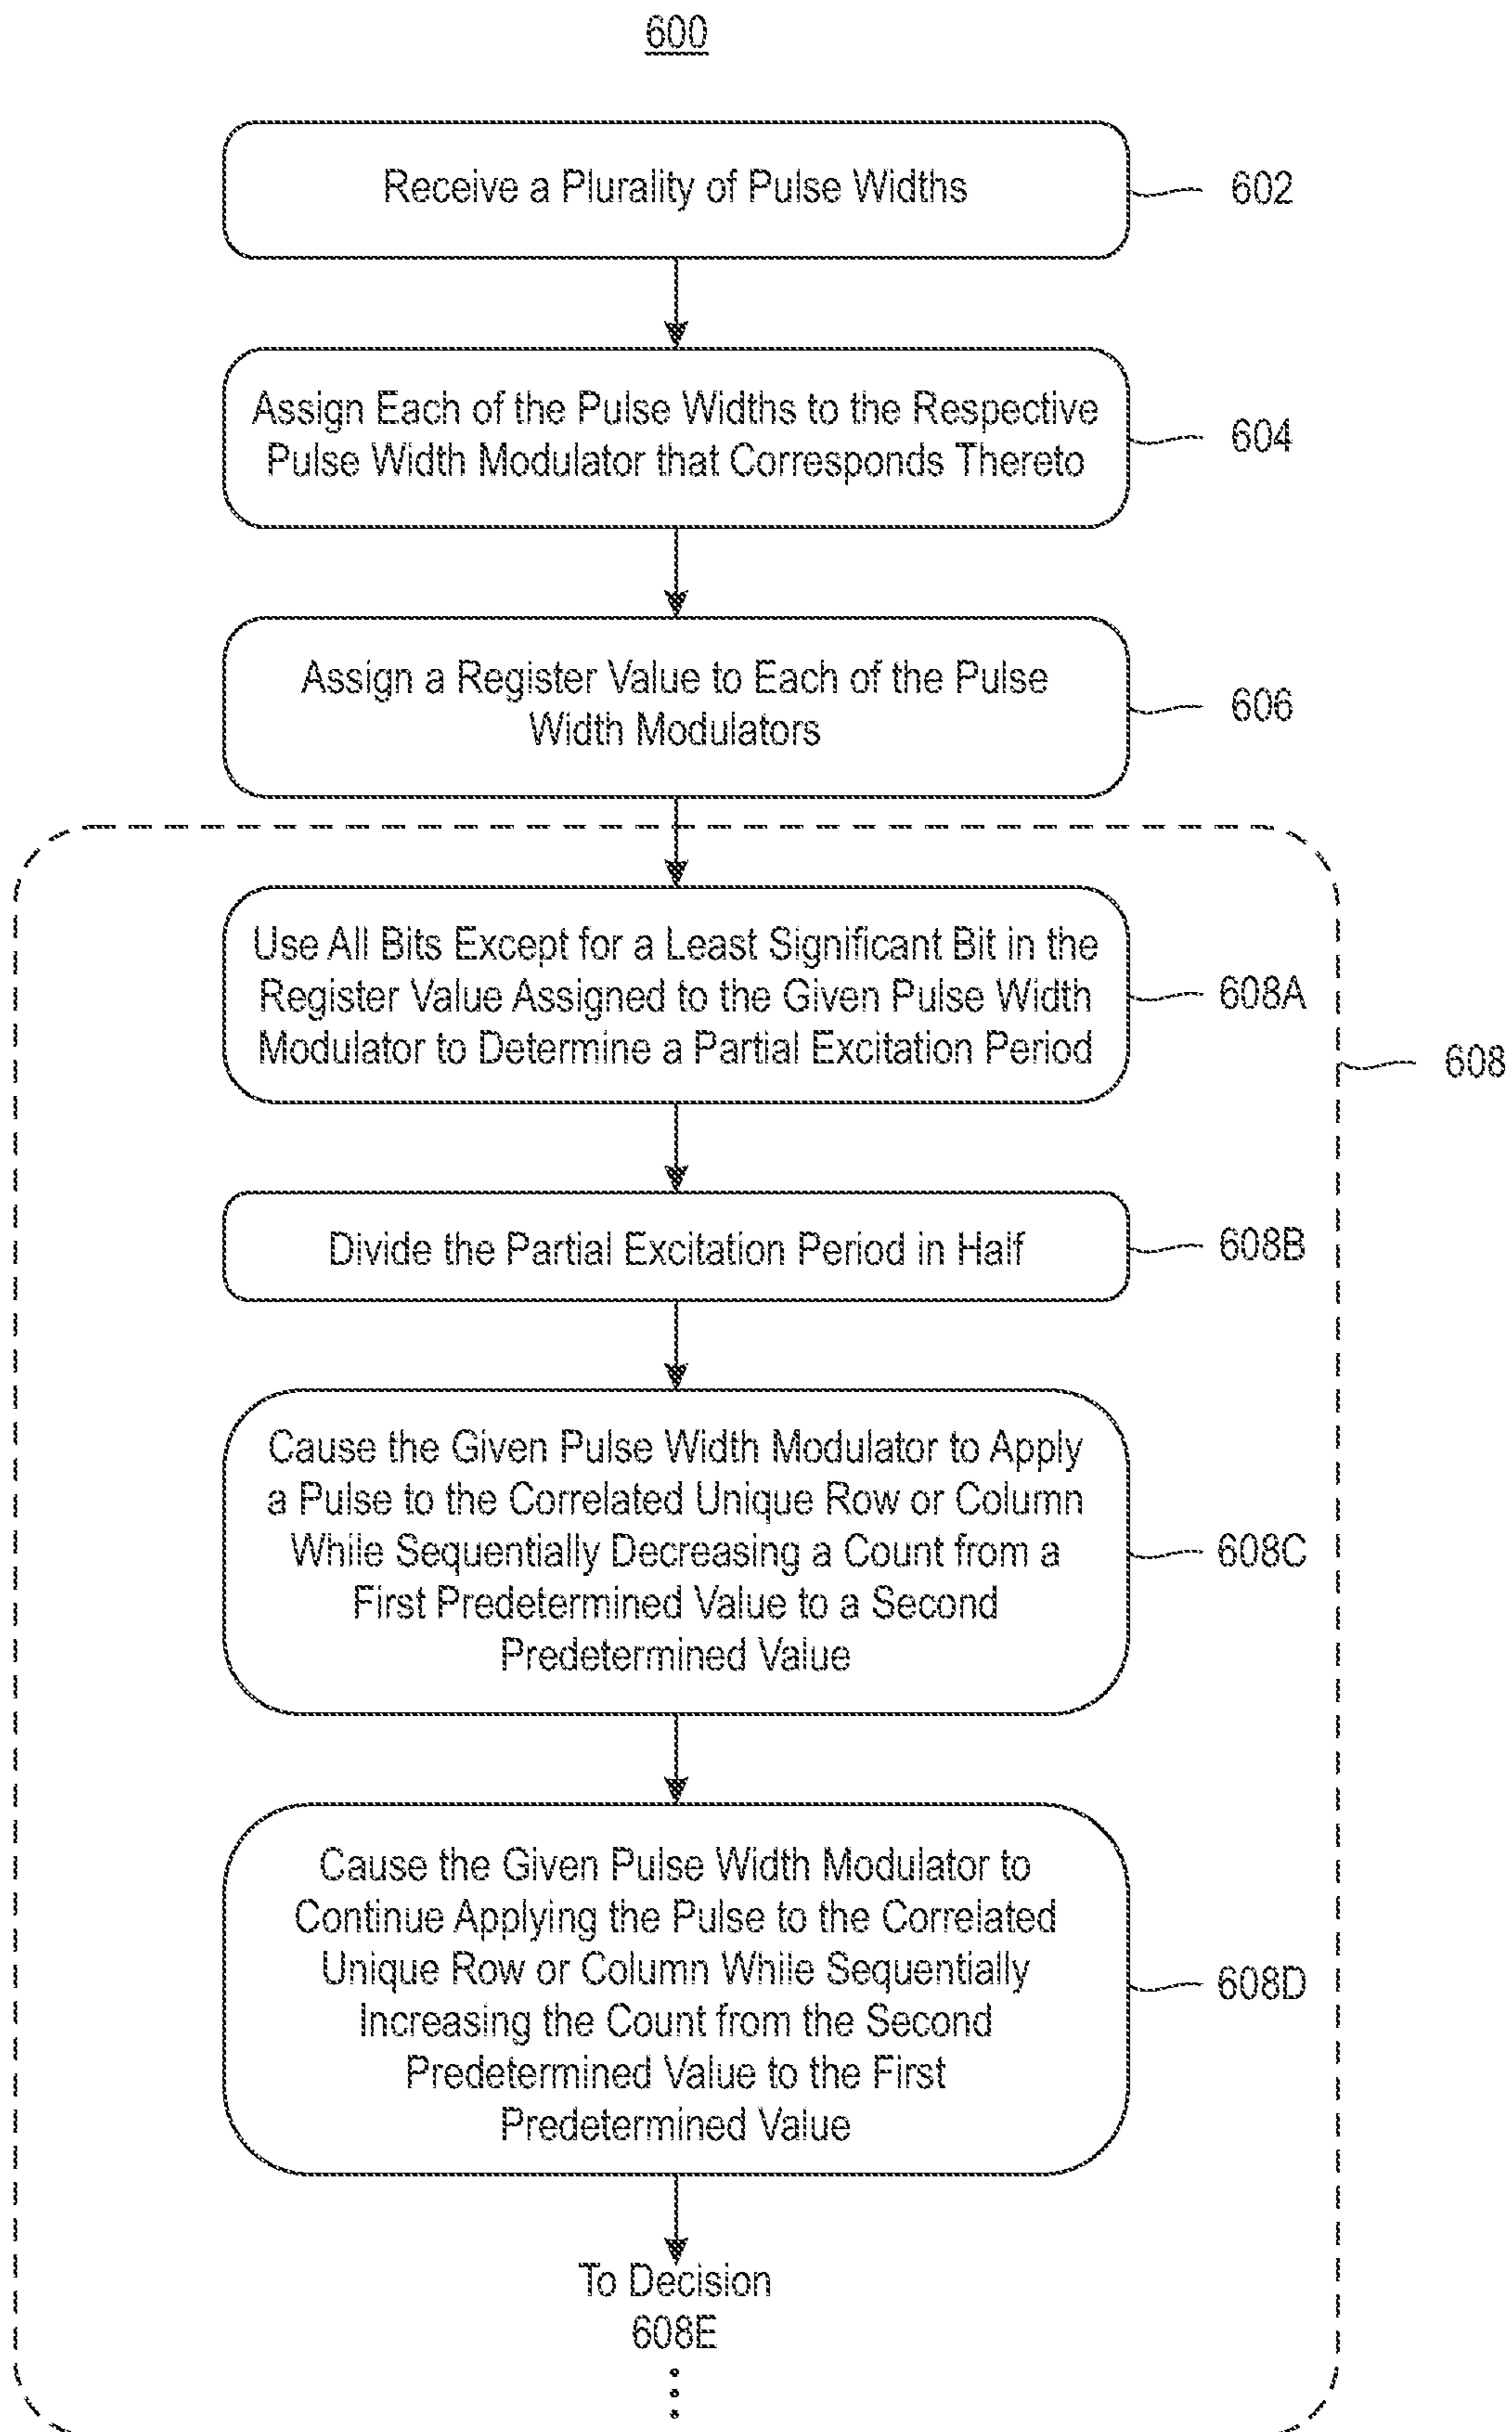 600
Receive a Plurality of Pulse Widths
602
Assign Each of the Pulse Widths to the Respective
Pulse Width Modulator that Corresponds Thereto
604
Assign a Register Value to Each of the Pulse
Width Modulators
606
Use All Bits Except for a Least Significant Bit in the
Register Value Assigned to the Given Pulse Width
Modulator to Determine a Partial Excitation Period
608A
608
Divide the Partial Excitation Period in Half
608B
Cause the Given Pulse Width Modulator to Apply
a Pulse to the Correlated Unique Row or Column
While Sequentially Decreasing a Count from a
First Predetermined Value to a Second
Predetermined Value
608C
Cause the Given Pulse Width Modulator to
Continue Applying the Pulse to the Correlated
Unique Row or Column While Sequentially
Increasing the Count from the Second
Predetermined Value to the First
Predetermined Value
608D
To Decision
608E